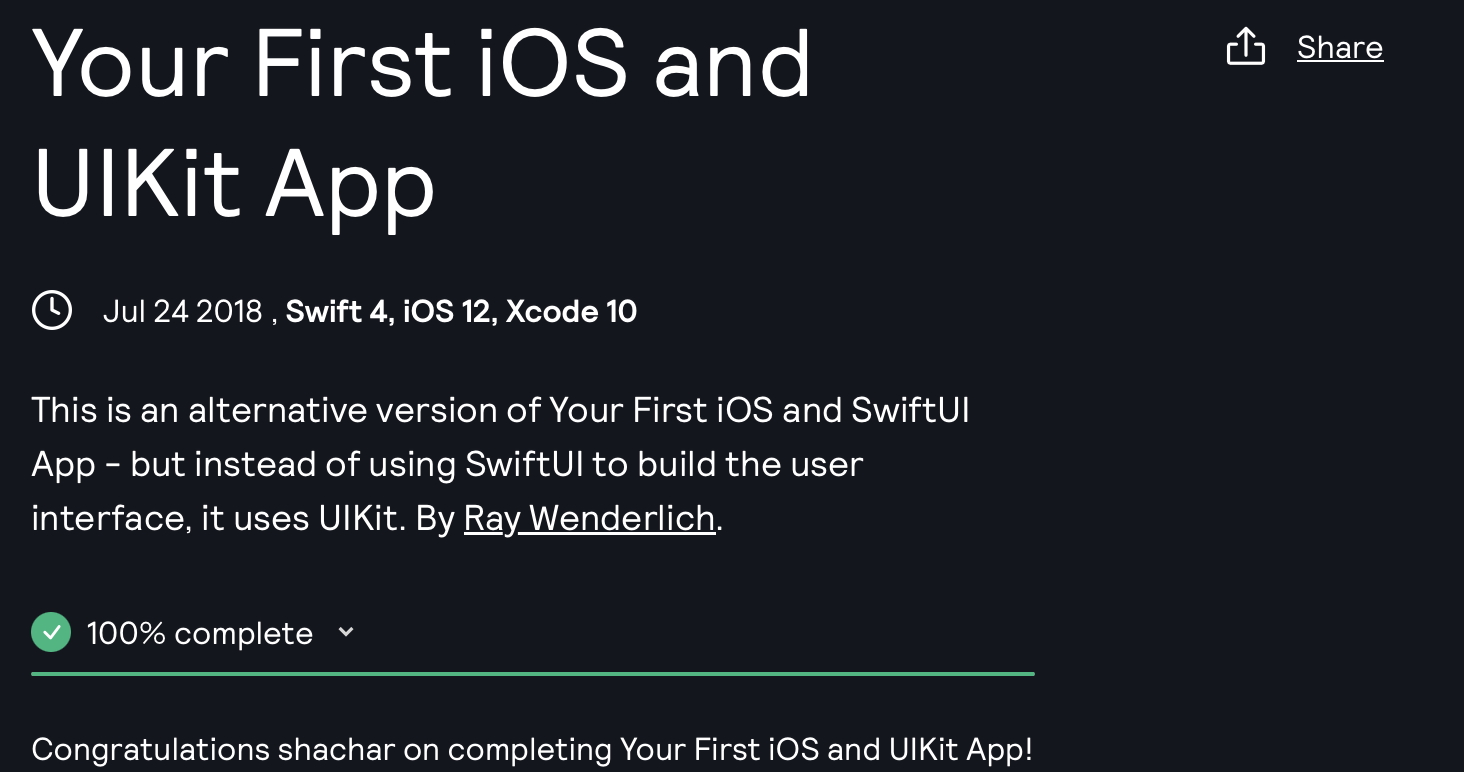 Your First iOS and
Share
UIKit App
Jul 24 2018 , Swift 4, iOS 12, Xcode 10
This is an alternative version of Your First iOS and SwiftUI
App – but instead of using SwiftUI to build the user
interface, it uses UIKit. By Ray Wenderlich.
100% complete
Congratulations shachar on completing Your First iOS and UIKit App!